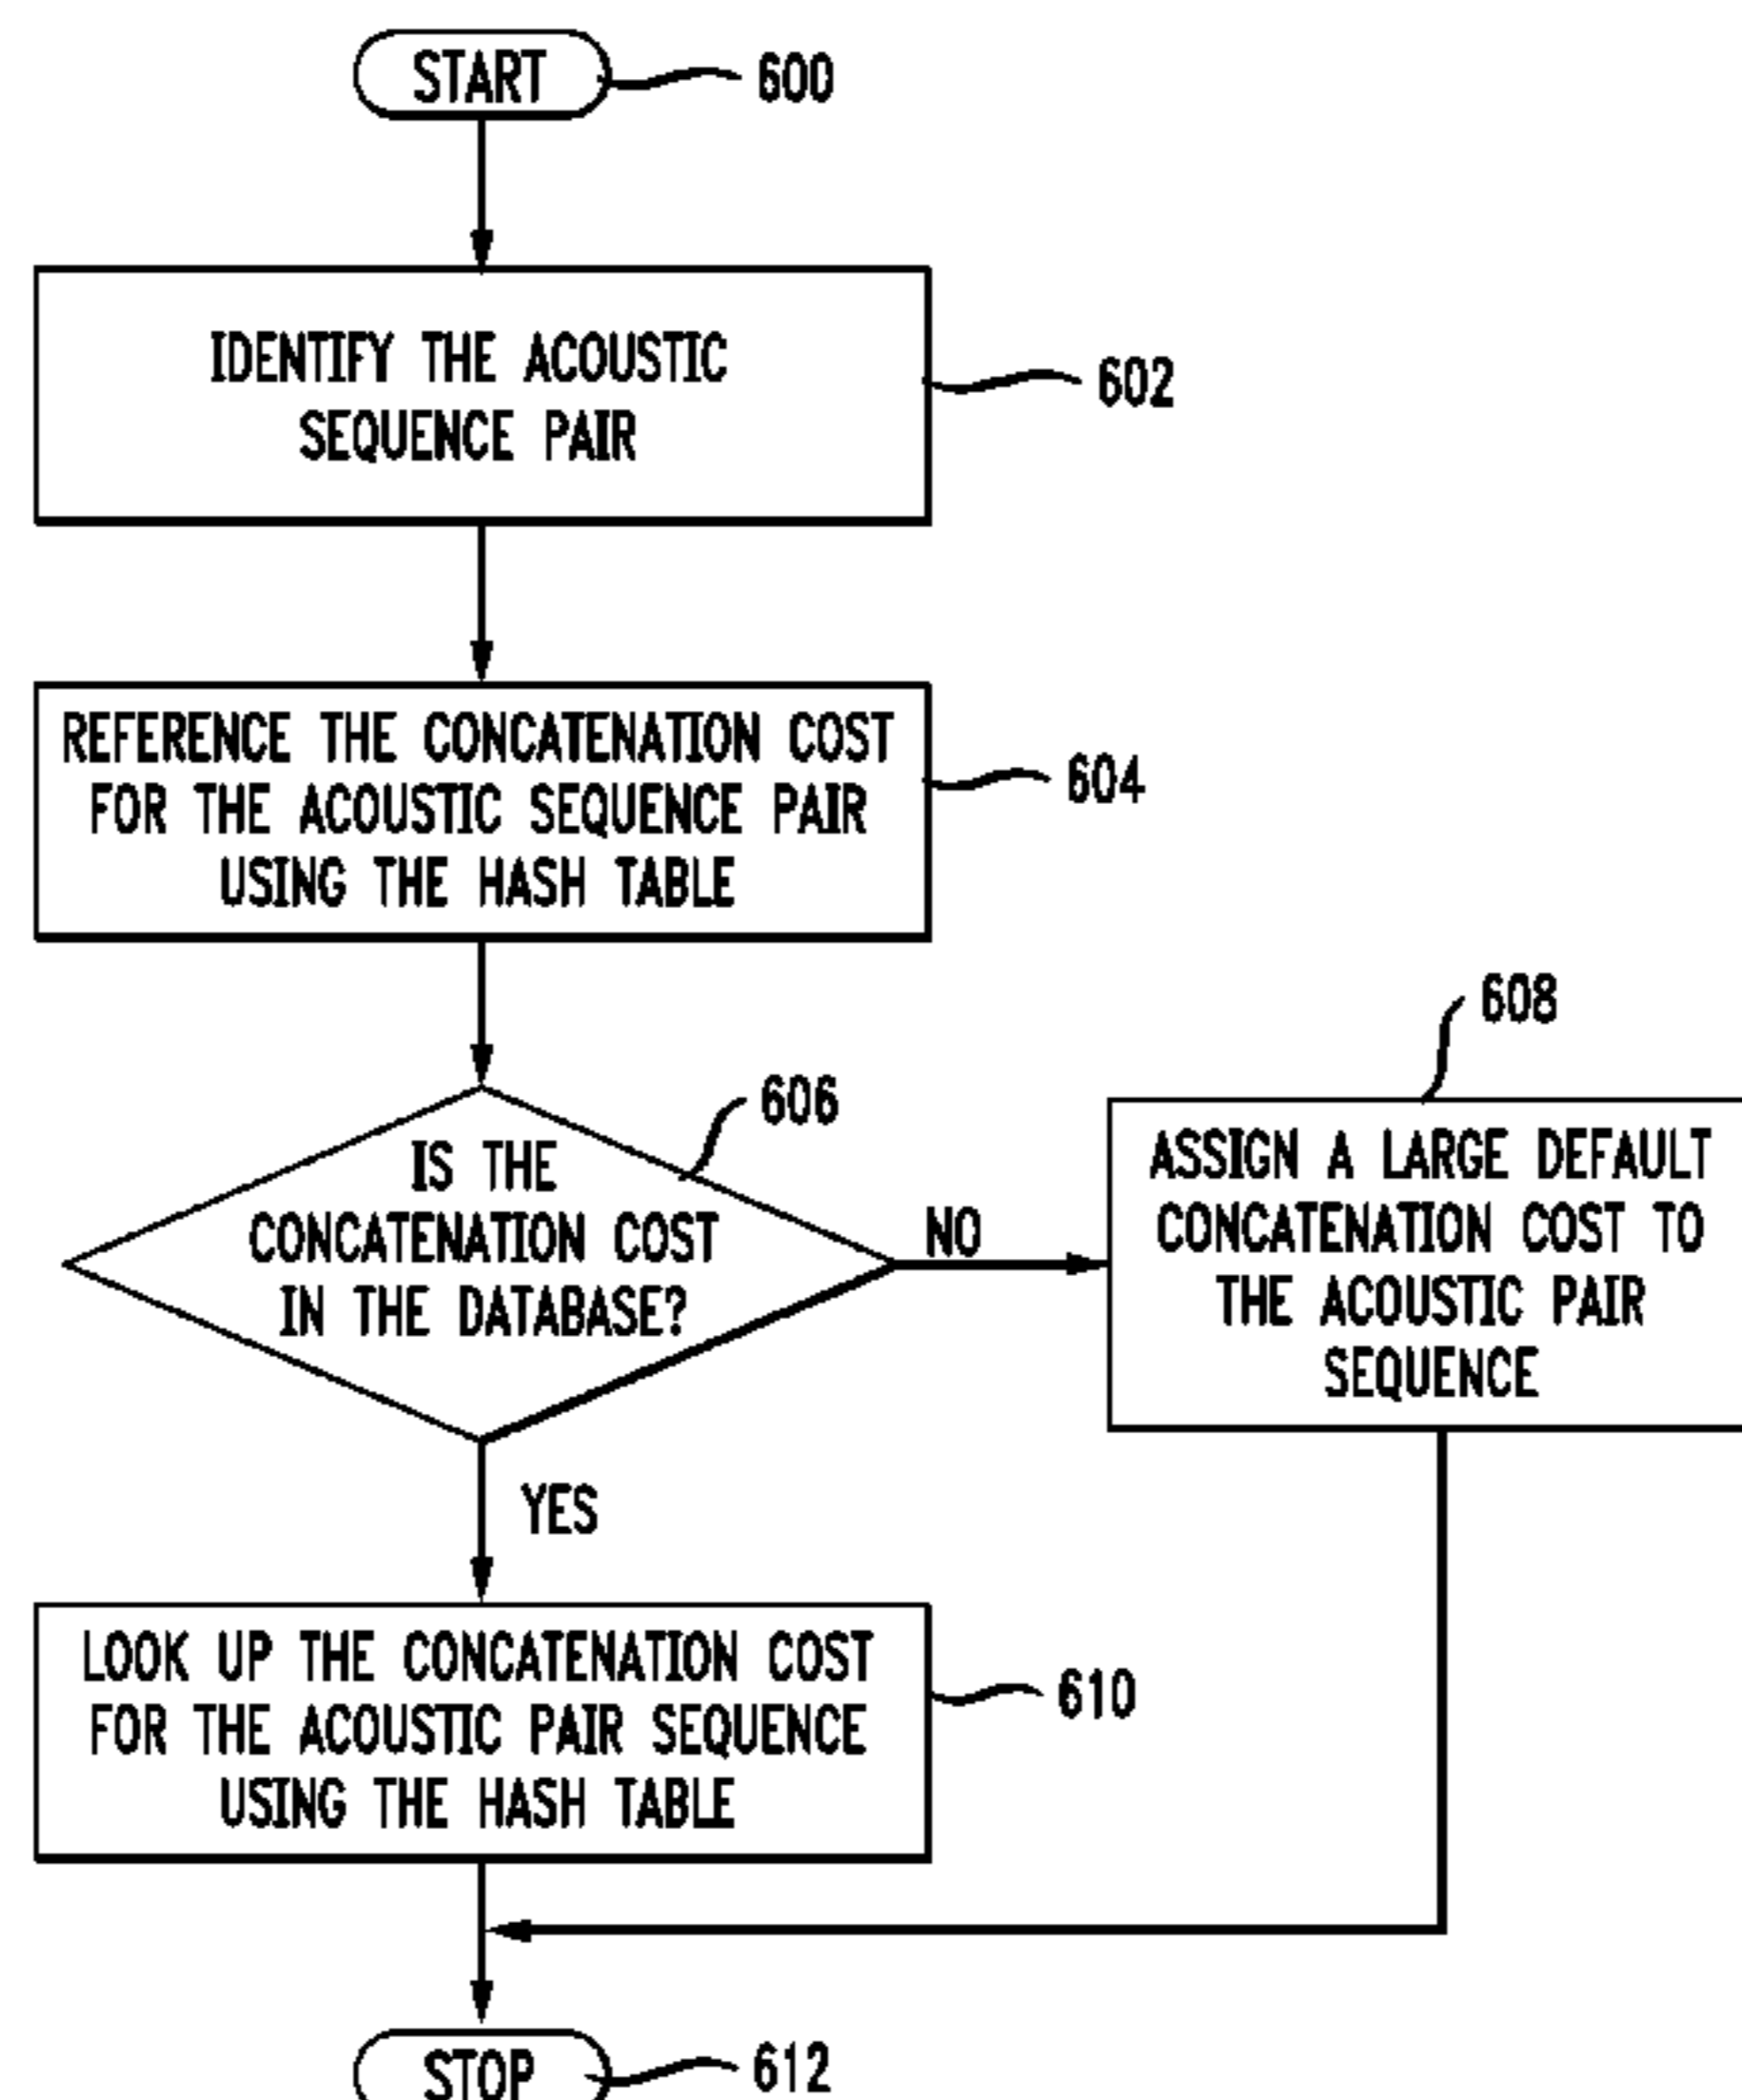 START
600
IDENTIFY THE ACOUSTIC
SEQUENCE PAIR
602
REFERENCE THE CONCATENATION COST
FOR THE ACOUSTIC SEQUENCE PAIR
USING THE HASH TABLE
604
IS THE
CONCATENATION COST
IN THE DATABASE?
606
NO
608
ASSIGN A LARGE DEFAULT
CONCATENATION COST TO
THE ACOUSTIC PAIR
SEQUENCE
YES
LOOK UP THE CONCATENATION COST
FOR THE ACOUSTIC PAIR SEQUENCE
USING THE HASH TABLE
610
STOP
612